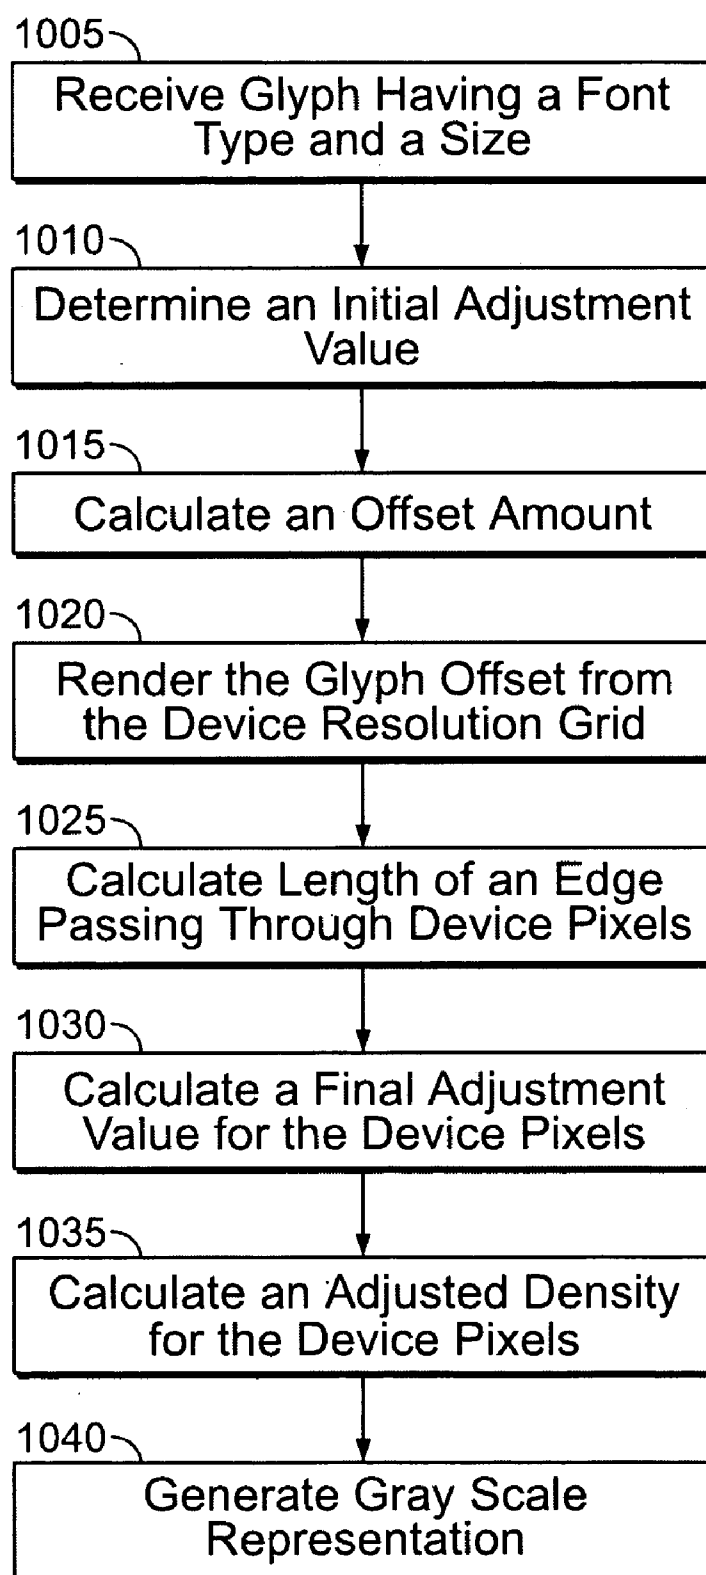 1005
Receive Glyph Having a Font
Type and a Size
1010
Determine an Initial Adjustment
Value
1015
Calculate an Offset Amount
1020
Render the Glyph Offset from
the Device Resolution Grid
1025
Calculate Length of an Edge
Passing Through Device Pixels
1030
Calculate a Final Adjustment
Value for the Device Pixels
1035
Calculate an Adjusted Density
for the Device Pixels
1040
Generate Gray Scale
Representation